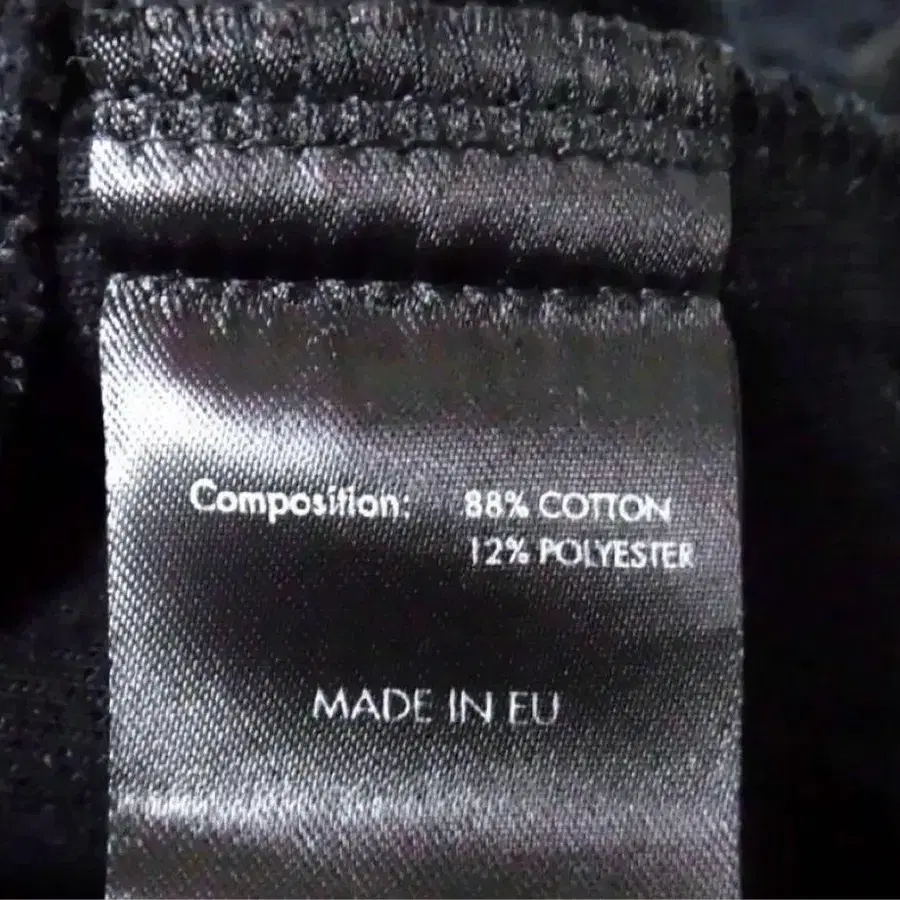 Composition: 88% COTTON
12% POLYESTER
MADE IN EU